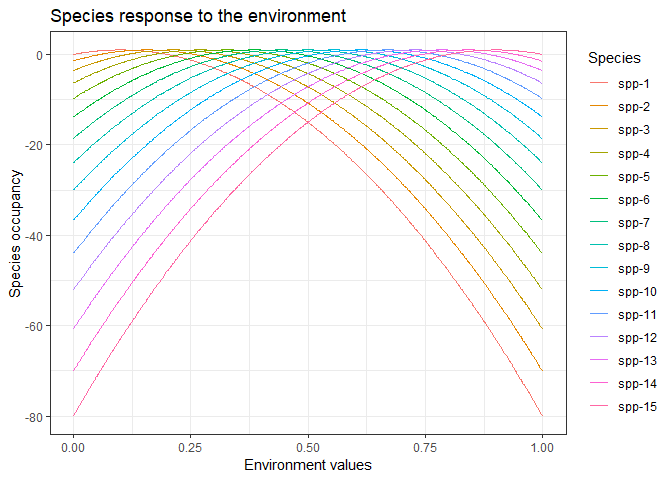 Species response to the environment
0
-20
-40
-60
-80
Species occupancy
0.00 0.25 0.50 0.75 1.00
Environment values
Species
spp-1
spp-2
spp-3
spp-4
spp-5
spp-6
spp-7
spp-8
spp-9
spp-10
spp-11
spp-12
spp-13
spp-14
spp-15